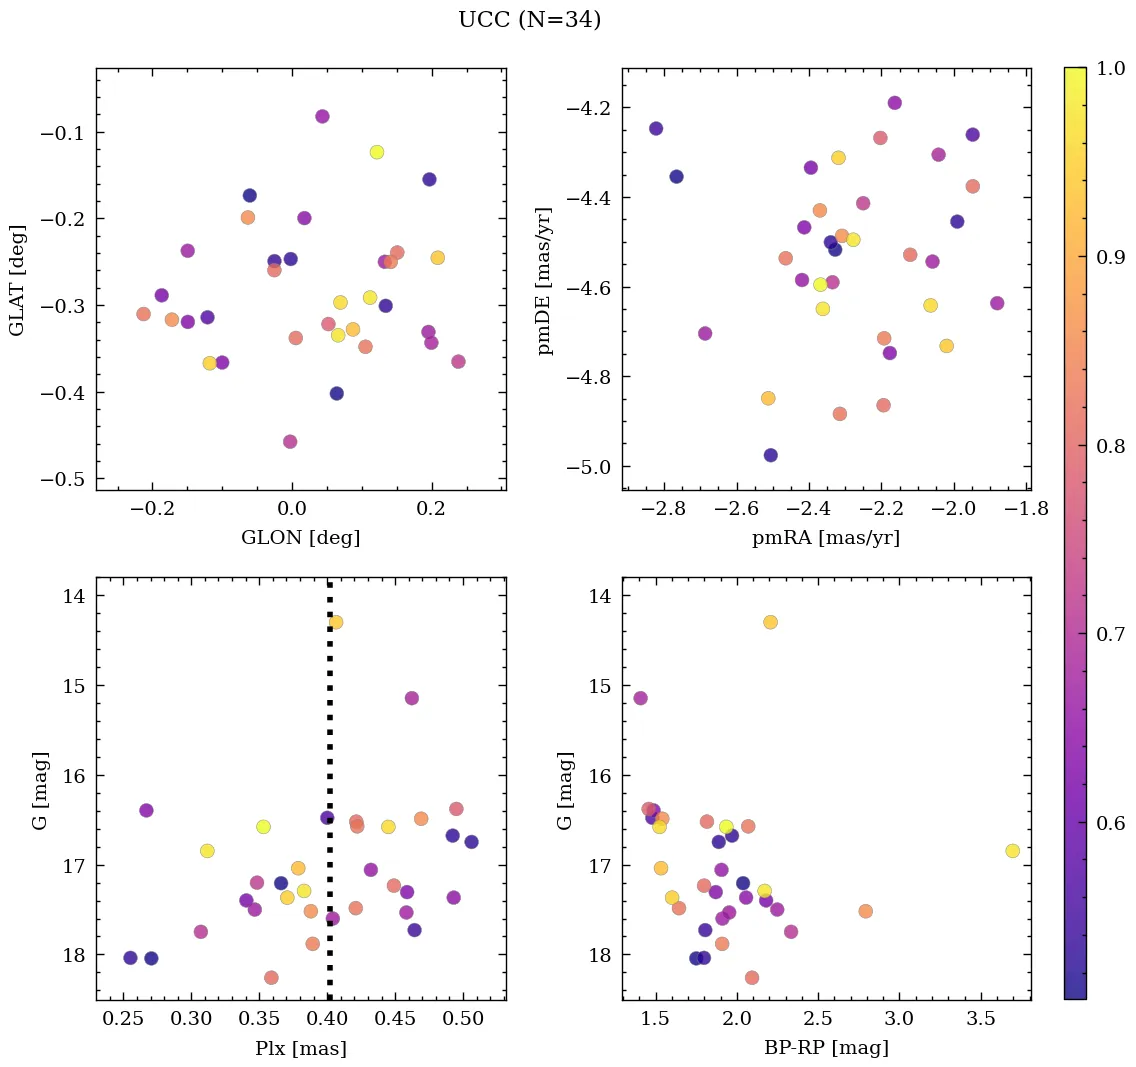 UCC (N=34)
−0.1
−0.2
−0.3
−0.4
−0.5
GLAT [deg]
−0.2 0.0 0.2
GLON [deg]
−4.2
−4.4
−4.6
−4.8
−5.0
pmDE [mas/yr]
−2.8 −2.6 −2.4 −2.2 −2.0 −1.8
pmRA [mas/yr]
14
15
16
17
18
G [mag]
0.25 0.30 0.35 0.40 0.45 0.50
Plx [mas]
14
15
16
17
18
G [mag]
1.5 2.0 2.5 3.0 3.5
BP-RP [mag]
1.0
0.9
0.8
0.7
0.6